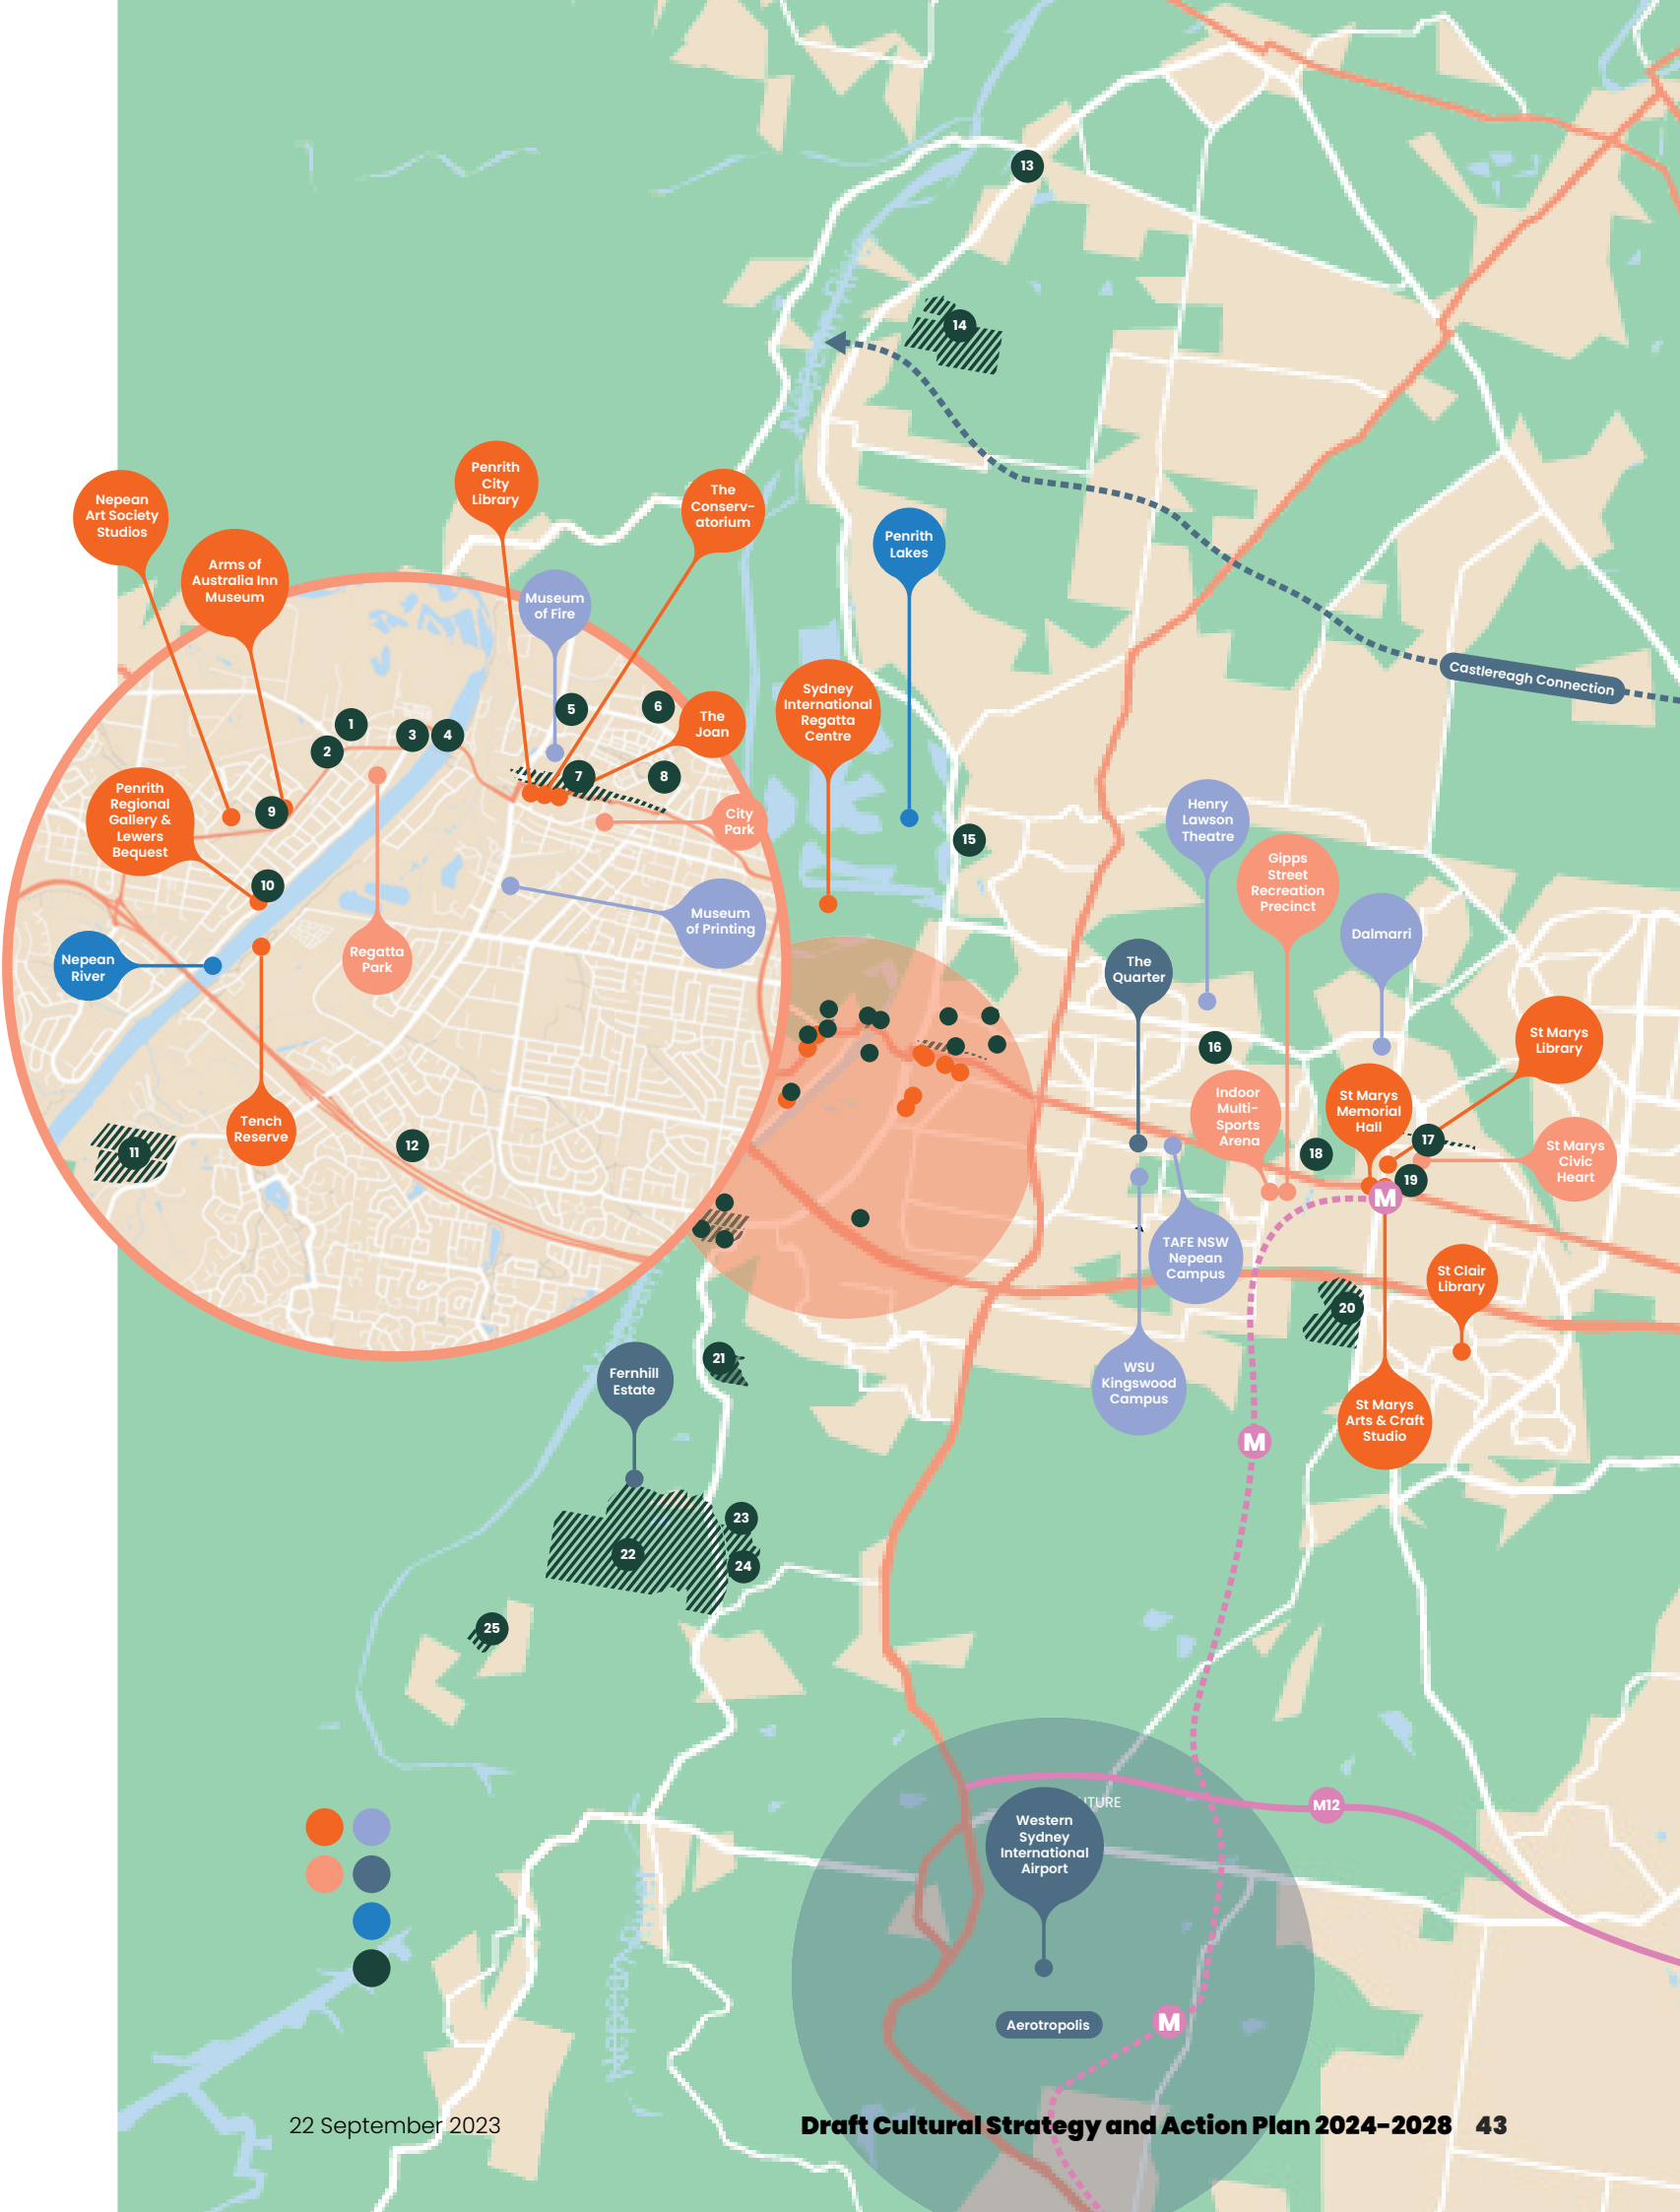 13
14
Penrith
City
Library
The
Conserv-
atorium
Nepean
Art Society
Studios
Penrith
Lakes
Arms of
Australia Inn
Museum
Museum
of Fire
Castlereagh Connection
Sydney
International
Regatta
Centre
1
2
3
4
5
6
The
Joan
7
8
Penrith
Regional
Gallery &
Lewers
Bequest
9
City
Park
15
Henry
Lawson
Theatre
Gipps
Street
Recreation
Precinct
10
Museum
of Printing
Dalmarri
Nepean
River
Regatta
Park
The
Quarter
16
St Marys
Library
Indoor
Multi-
Sports
Arena
St Marys
Memorial
Hall
Tench
Reserve
11
12
18
17
St Marys
Civic
Heart
19
M
TAFE NSW
Nepean
Campus
St Clair
Library
20
21
Fernhill
Estate
WSU
Kingswood
Campus
St Marys
Arts & Craft
Studio
M
22
23
24
25
UTURE
M12
Western
Sydney
International
Airport
Aerotropolis
M
Nepean River
22 September 2023
Draft Cultural Strategy and Action Plan 2024–2028 43